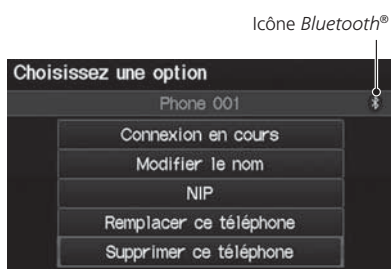 Icône Bluetooth®
Choisissez une option
Phone 001
Connexion en cours
Modifier le nom
NIP
Remplacer ce téléphone
Supprimer ce téléphone